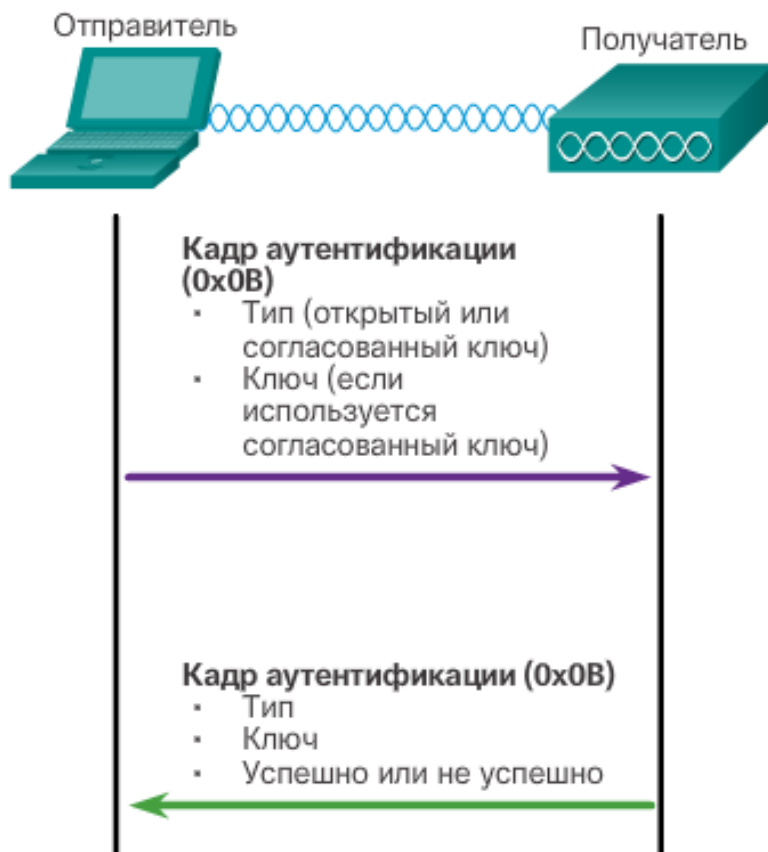 Отправитель
Получатель
Кадр аутентификации
(0x0B)
▪ Тип (открытый или
согласованный ключ)
▪ Ключ (если
используется
согласованный ключ)
Кадр аутентификации (0x0B)
▪ Тип
▪ Ключ
▪ Успешно или не успешно